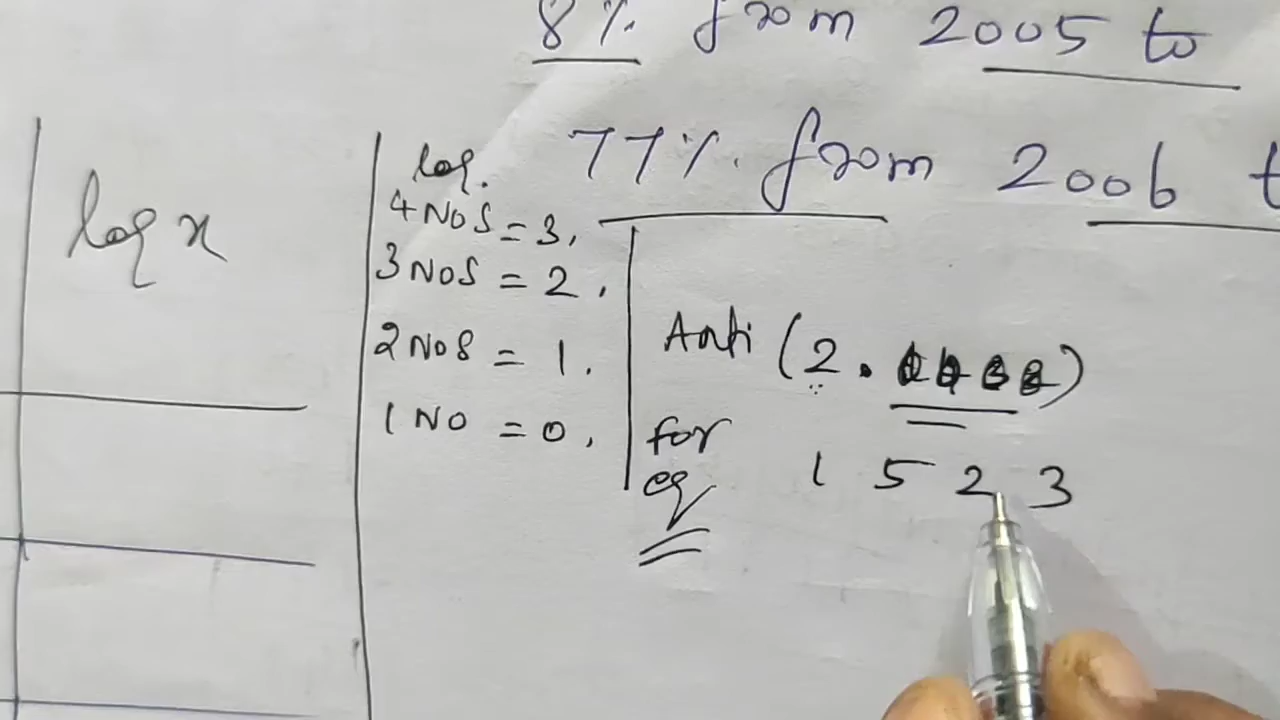 8% from 2005 to
77% from 2006 t
log x
log.
4 NOS = 3,
3 NOS = 2,
2 NOS = 1.
1 NO = 0,
Anti (2.
for
eg
1 5 2 3